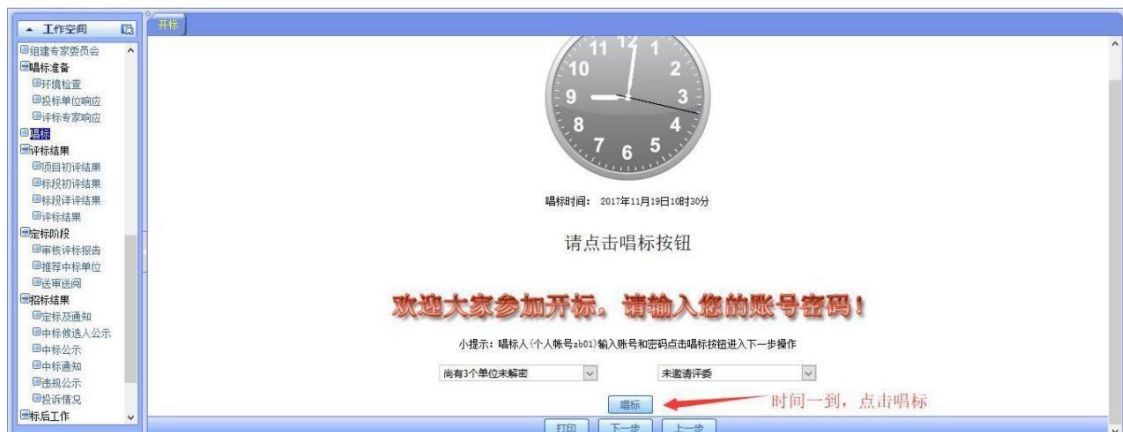 工作空间
开标
组建专家委员会
唱标准备
环境检查
投标单位响应
评标专家响应
唱标
评标结果
项目初评结果
标段初评结果
标段详评结果
评标结果
定标阶段
审核评标报告
推荐中标单位
送审送阅
招标结果
定标及通知
中标候选人公示
中标公示
中标通知
违规公示
投诉情况
标后工作
11 12 1
10 2
9 3
8 4
7 6 5
唱标时间： 2017年11月19日10时30分
请点击唱标按钮
欢迎大家参加开标。请输入您的账号密码！
小提示：唱标人(个人帐号zb01)输入账号和密码点击唱标按钮进入下一步操作
尚有3个单位未解密
未邀请评委
唱标
时间一到，点击唱标
打印 下一步 上一步